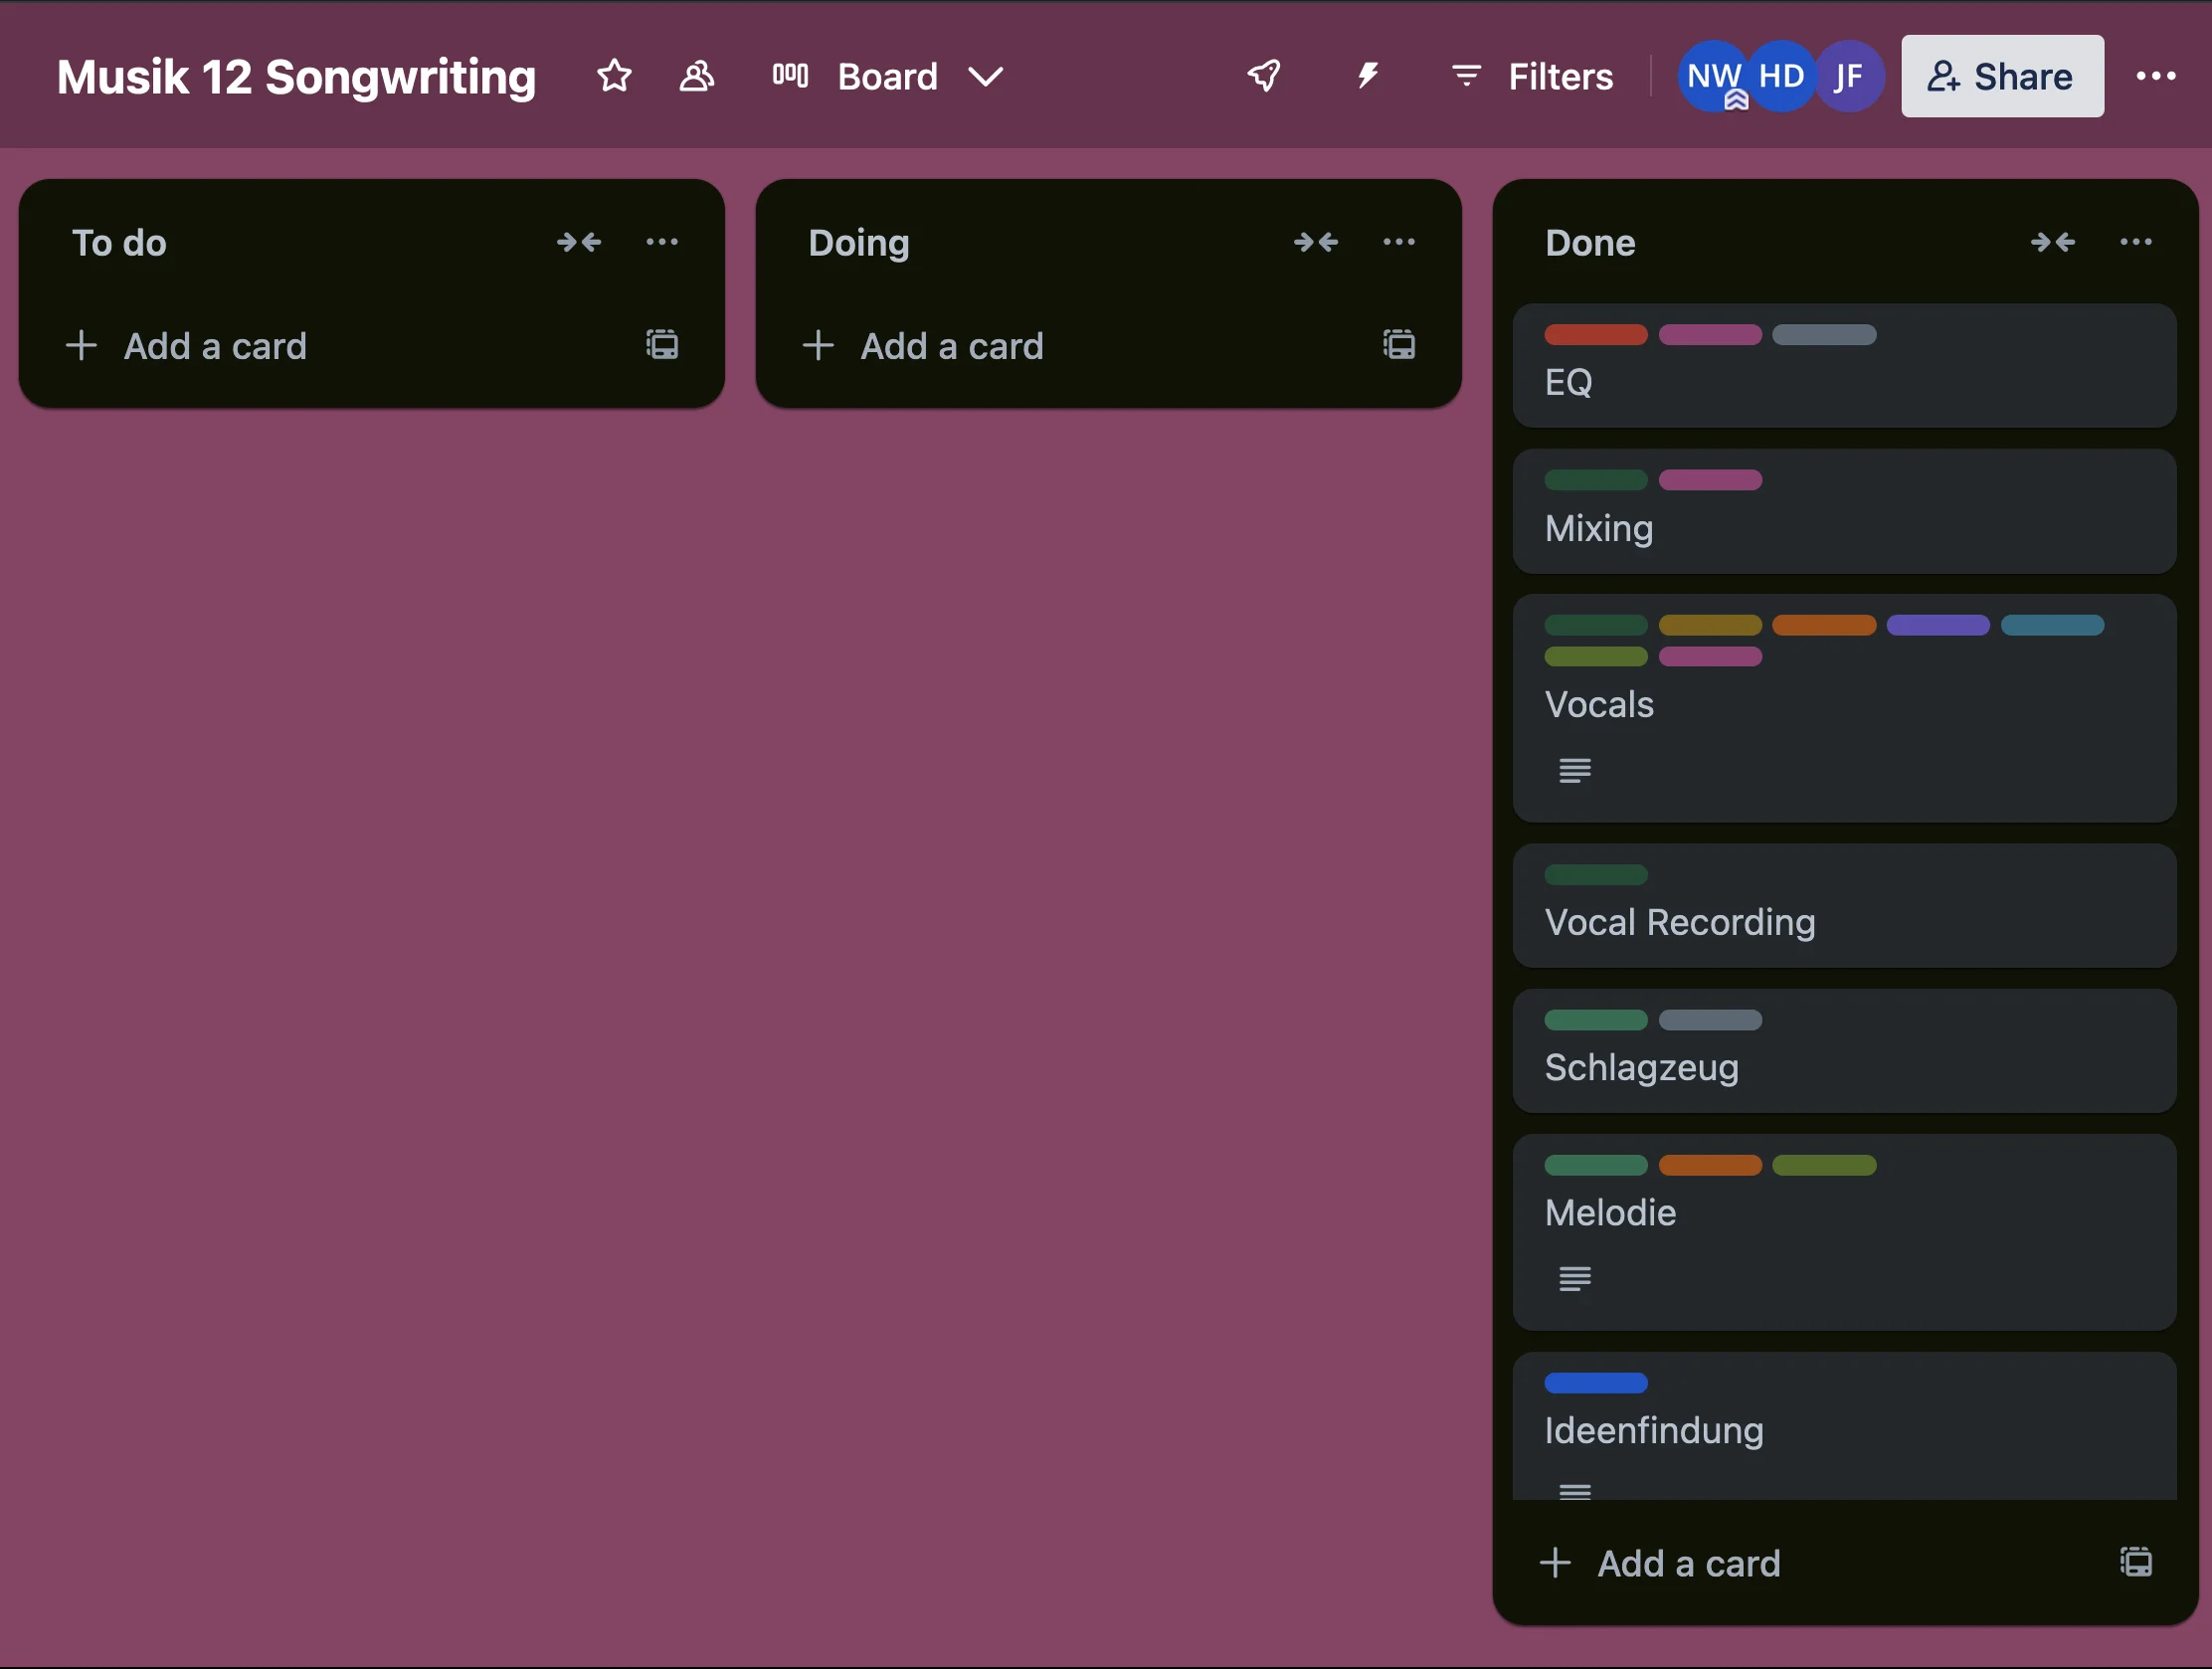 Musik 12 Songwriting
Board
Filters
NW
HD
JF
Share
To do
Add a card
Doing
Add a card
Done
EQ
Mixing
Vocals
Vocal Recording
Schlagzeug
Melodie
Ideenfindung
Add a card